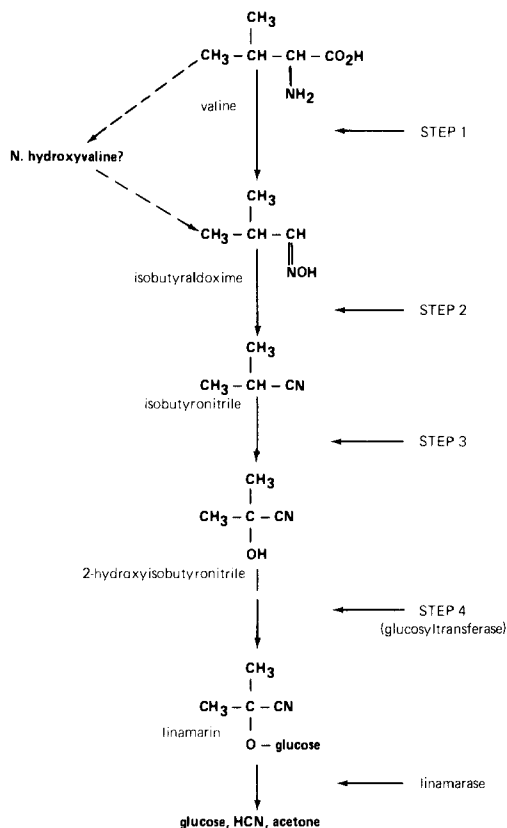 CH3
CH3 – CH – CH – CO2H
NH2
valine
STEP 1
N. hydroxyvaline?
CH3
CH3 – CH – CH
NOH
isobutyraldoxime
STEP 2
CH3
CH3 – CH – CN
isobutyronitrile
STEP 3
CH3
CH3 – C – CN
OH
2-hydroxyisobutyronitrile
STEP 4
(glucosyltransferase)
CH3
CH3 – C – CN
linamarin
O – glucose
linamarase
glucose, HCN, acetone